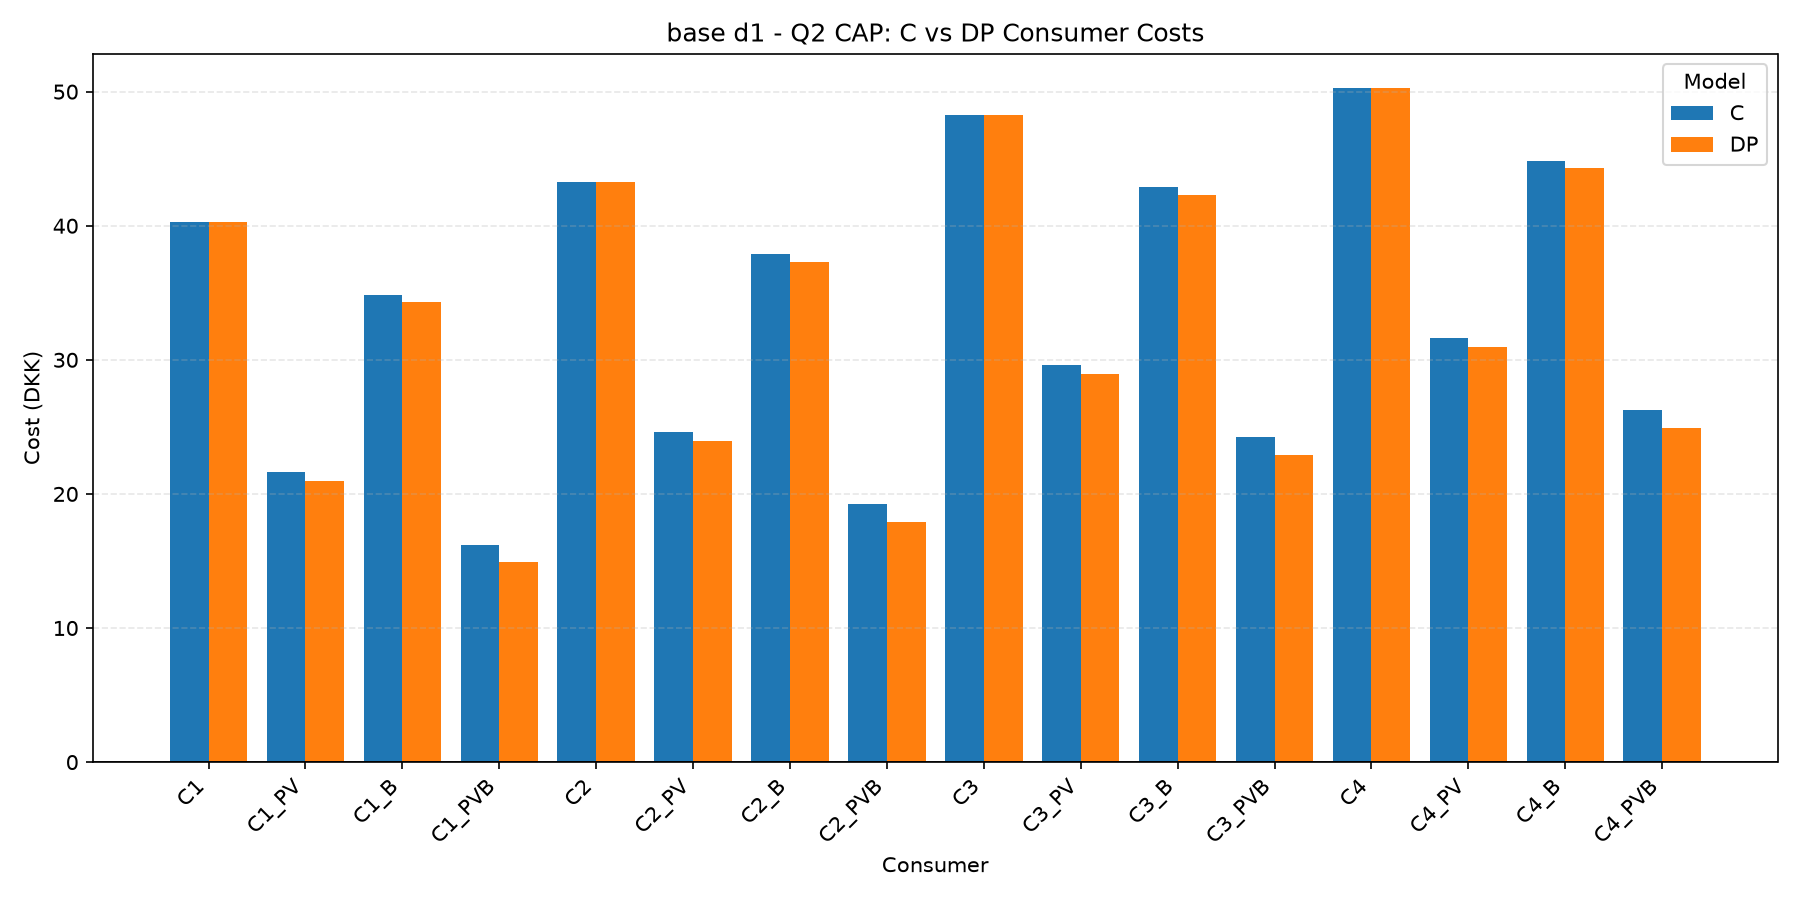 base d1 - Q2 CAP: C vs DP Consumer Costs
Model
C
DP
Cost (DKK)
50
40
30
20
10
0
C1
C1_PV
C1_B
C1_PVB
C2
C2_PV
C2_B
C2_PVB
C3
C3_PV
C3_B
C3_PVB
C4
C4_PV
C4_B
C4_PVB
Consumer